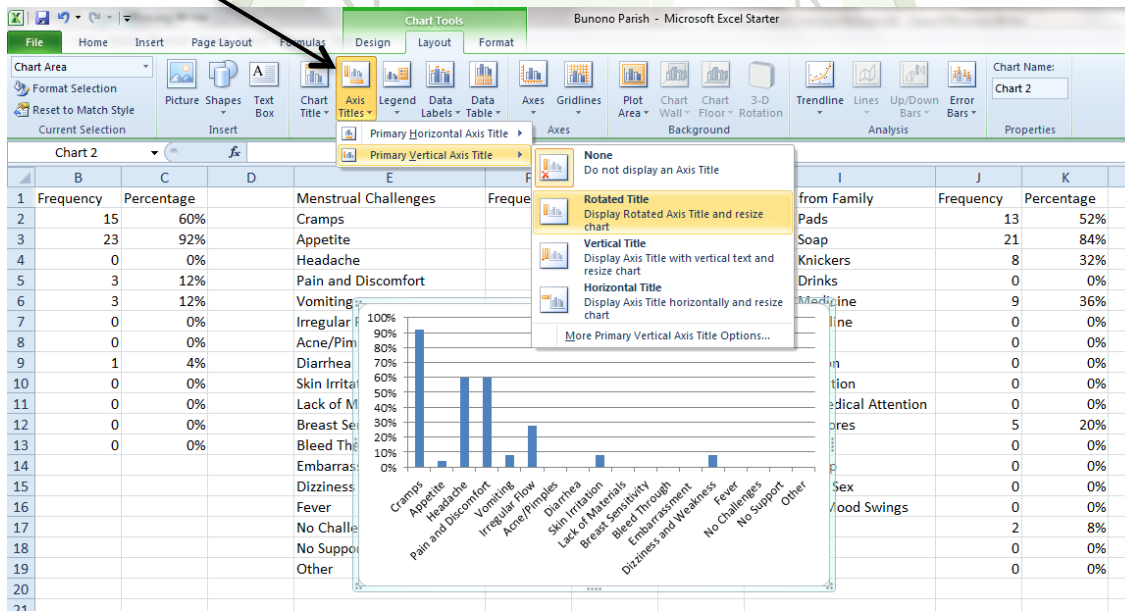 Chart Tools
Bunono Parish - Microsoft Excel Starter
File Home Insert Page Layout Formulas Design Layout Format
Chart Area
Format Selection
Reset to Match Style
Current Selection
Picture Shapes Text Box
Insert
Chart Title Axis Titles Legend Data Labels Data Table
Axes Gridlines
Axes
Plot Area Chart Wall Chart Floor 3-D Rotation
Background
Trendline Lines Up/Down Bars Error Bars
Analysis
Chart Name:
Chart 2
Properties
Primary Horizontal Axis Title
Primary Vertical Axis Title
None
Do not display an Axis Title
Rotated Title
Display Rotated Axis Title and resize
chart
Vertical Title
Display Axis Title with vertical text and
resize chart
Horizontal Title
Display Axis Title horizontally and resize
chart
More Primary Vertical Axis Title Options...
Chart 2 fx
B C D E F I J K
1 Frequency Percentage Menstrual Challenges Freque from Family Frequency Percentage
2 15 60% Cramps Pads 13 52%
3 23 92% Appetite Soap 21 84%
4 0 0% Headache Knickers 8 32%
5 3 12% Pain and Discomfort Drinks 0 0%
6 3 12% Vomiting Medicine 9 36%
7 0 0% Irregular line 0 0%
8 0 0% Acne/Pim 0 0%
9 1 4% Diarrhea 0 0%
10 0 0% Skin Irrita tion 0 0%
11 0 0% Lack of M edical Attention 0 0%
12 0 0% Breast Se ores 5 20%
13 0 0% Bleed Th 0 0%
14 Embarras 0 0%
15 Dizziness Sex 0 0%
16 Fever Mood Swings 0 0%
17 No Challe 2 8%
18 No Suppo 0 0%
19 Other 0 0%
20
21
100%
90%
80%
70%
60%
50%
40%
30%
20%
10%
0%
Cramps
Appetite
Headache
Pain and Discomfort
Vomiting
Irregular Flow
Acne/Pimples
Diarrhea
Skin Irritation
Lack of Materials
Breast Sensitivity
Bleed Through
Embarrassment
Dizziness and Weakness
Fever
No Challenges
No Support
Other